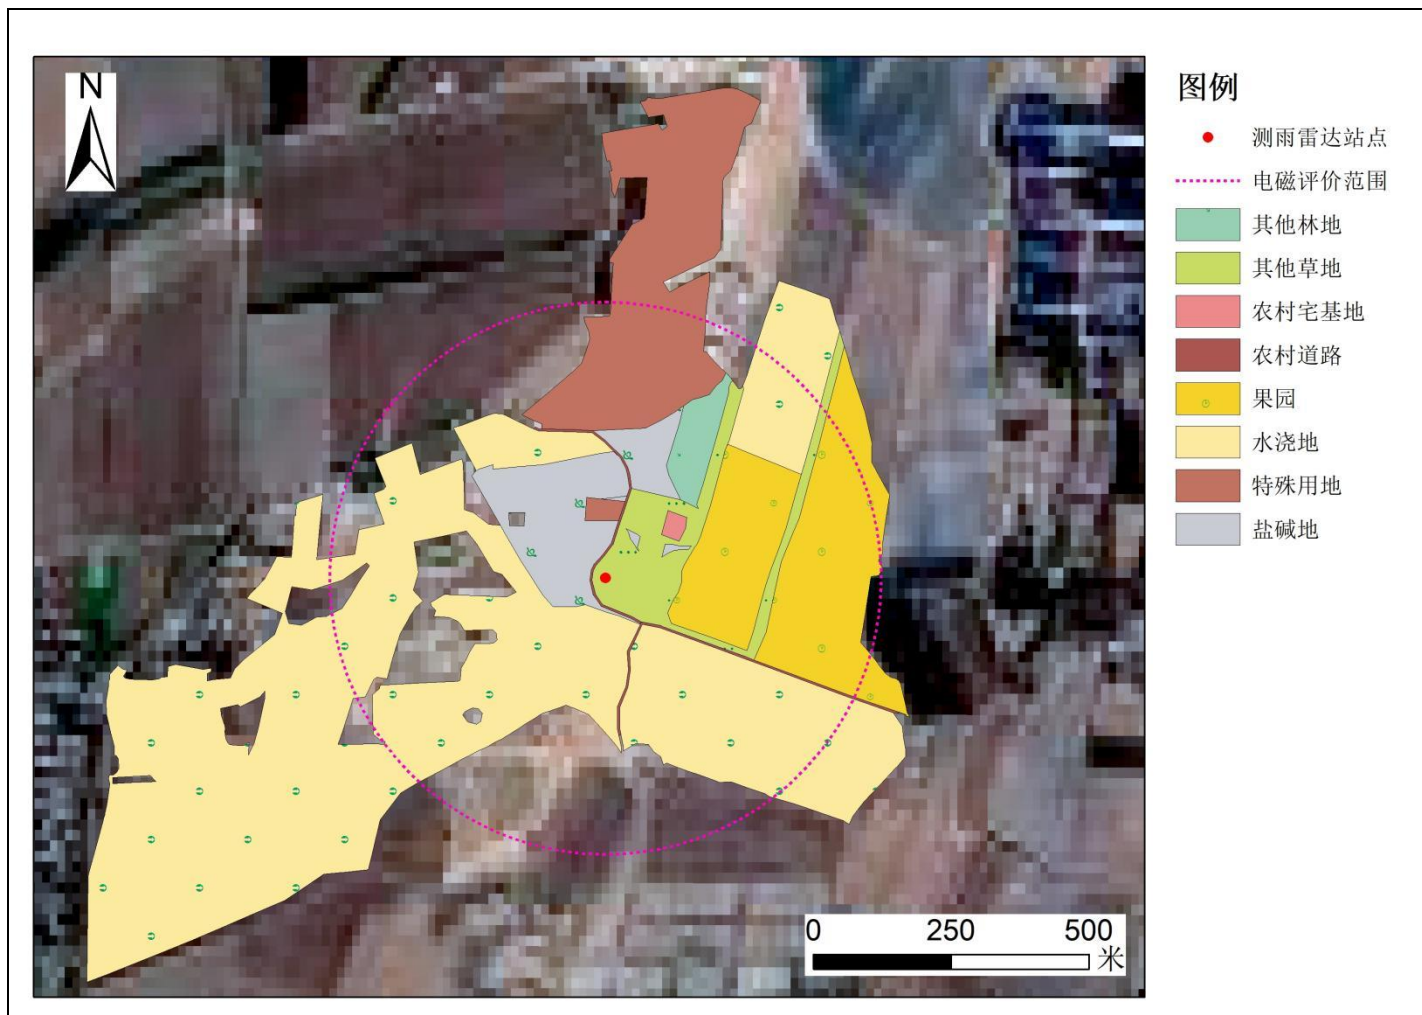 N
图例
测雨雷达站点
电磁评价范围
其他林地
其他草地
农村宅基地
农村道路
果园
水浇地
特殊用地
盐碱地
0 250 500
米